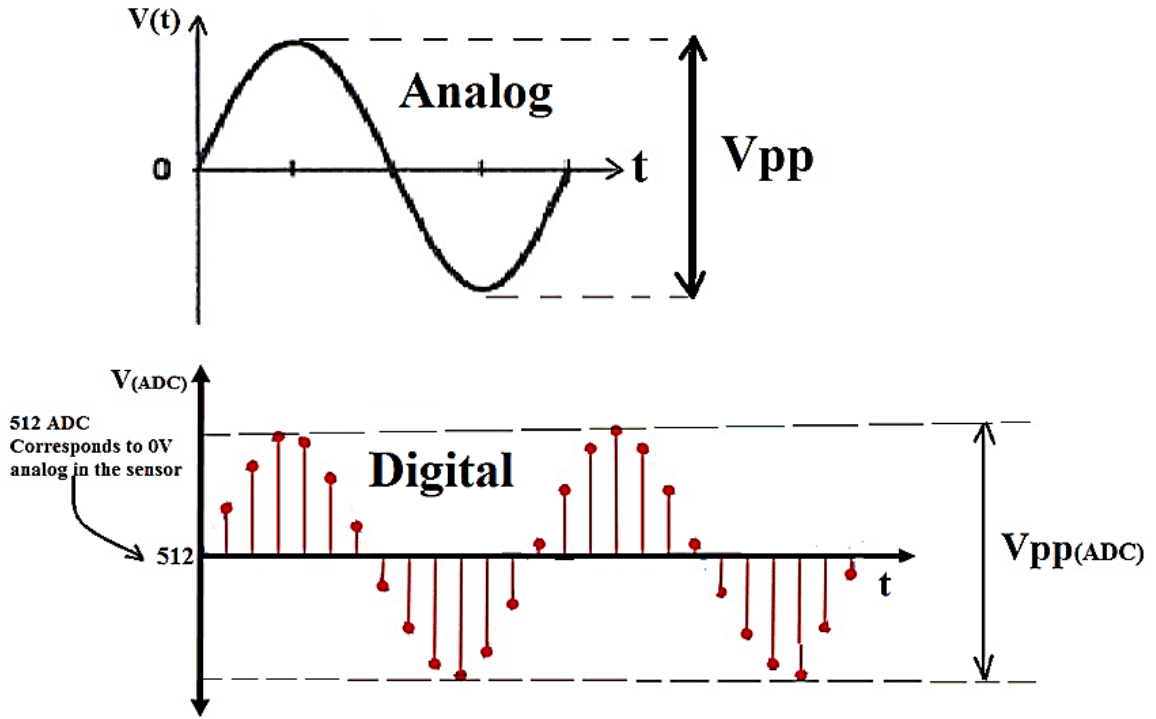 V(t)
Analog
Vpp
0
t
V(ADC)
512 ADC
Corresponds to 0V
analog in the sensor
Digital
512
Vpp(ADC)
t